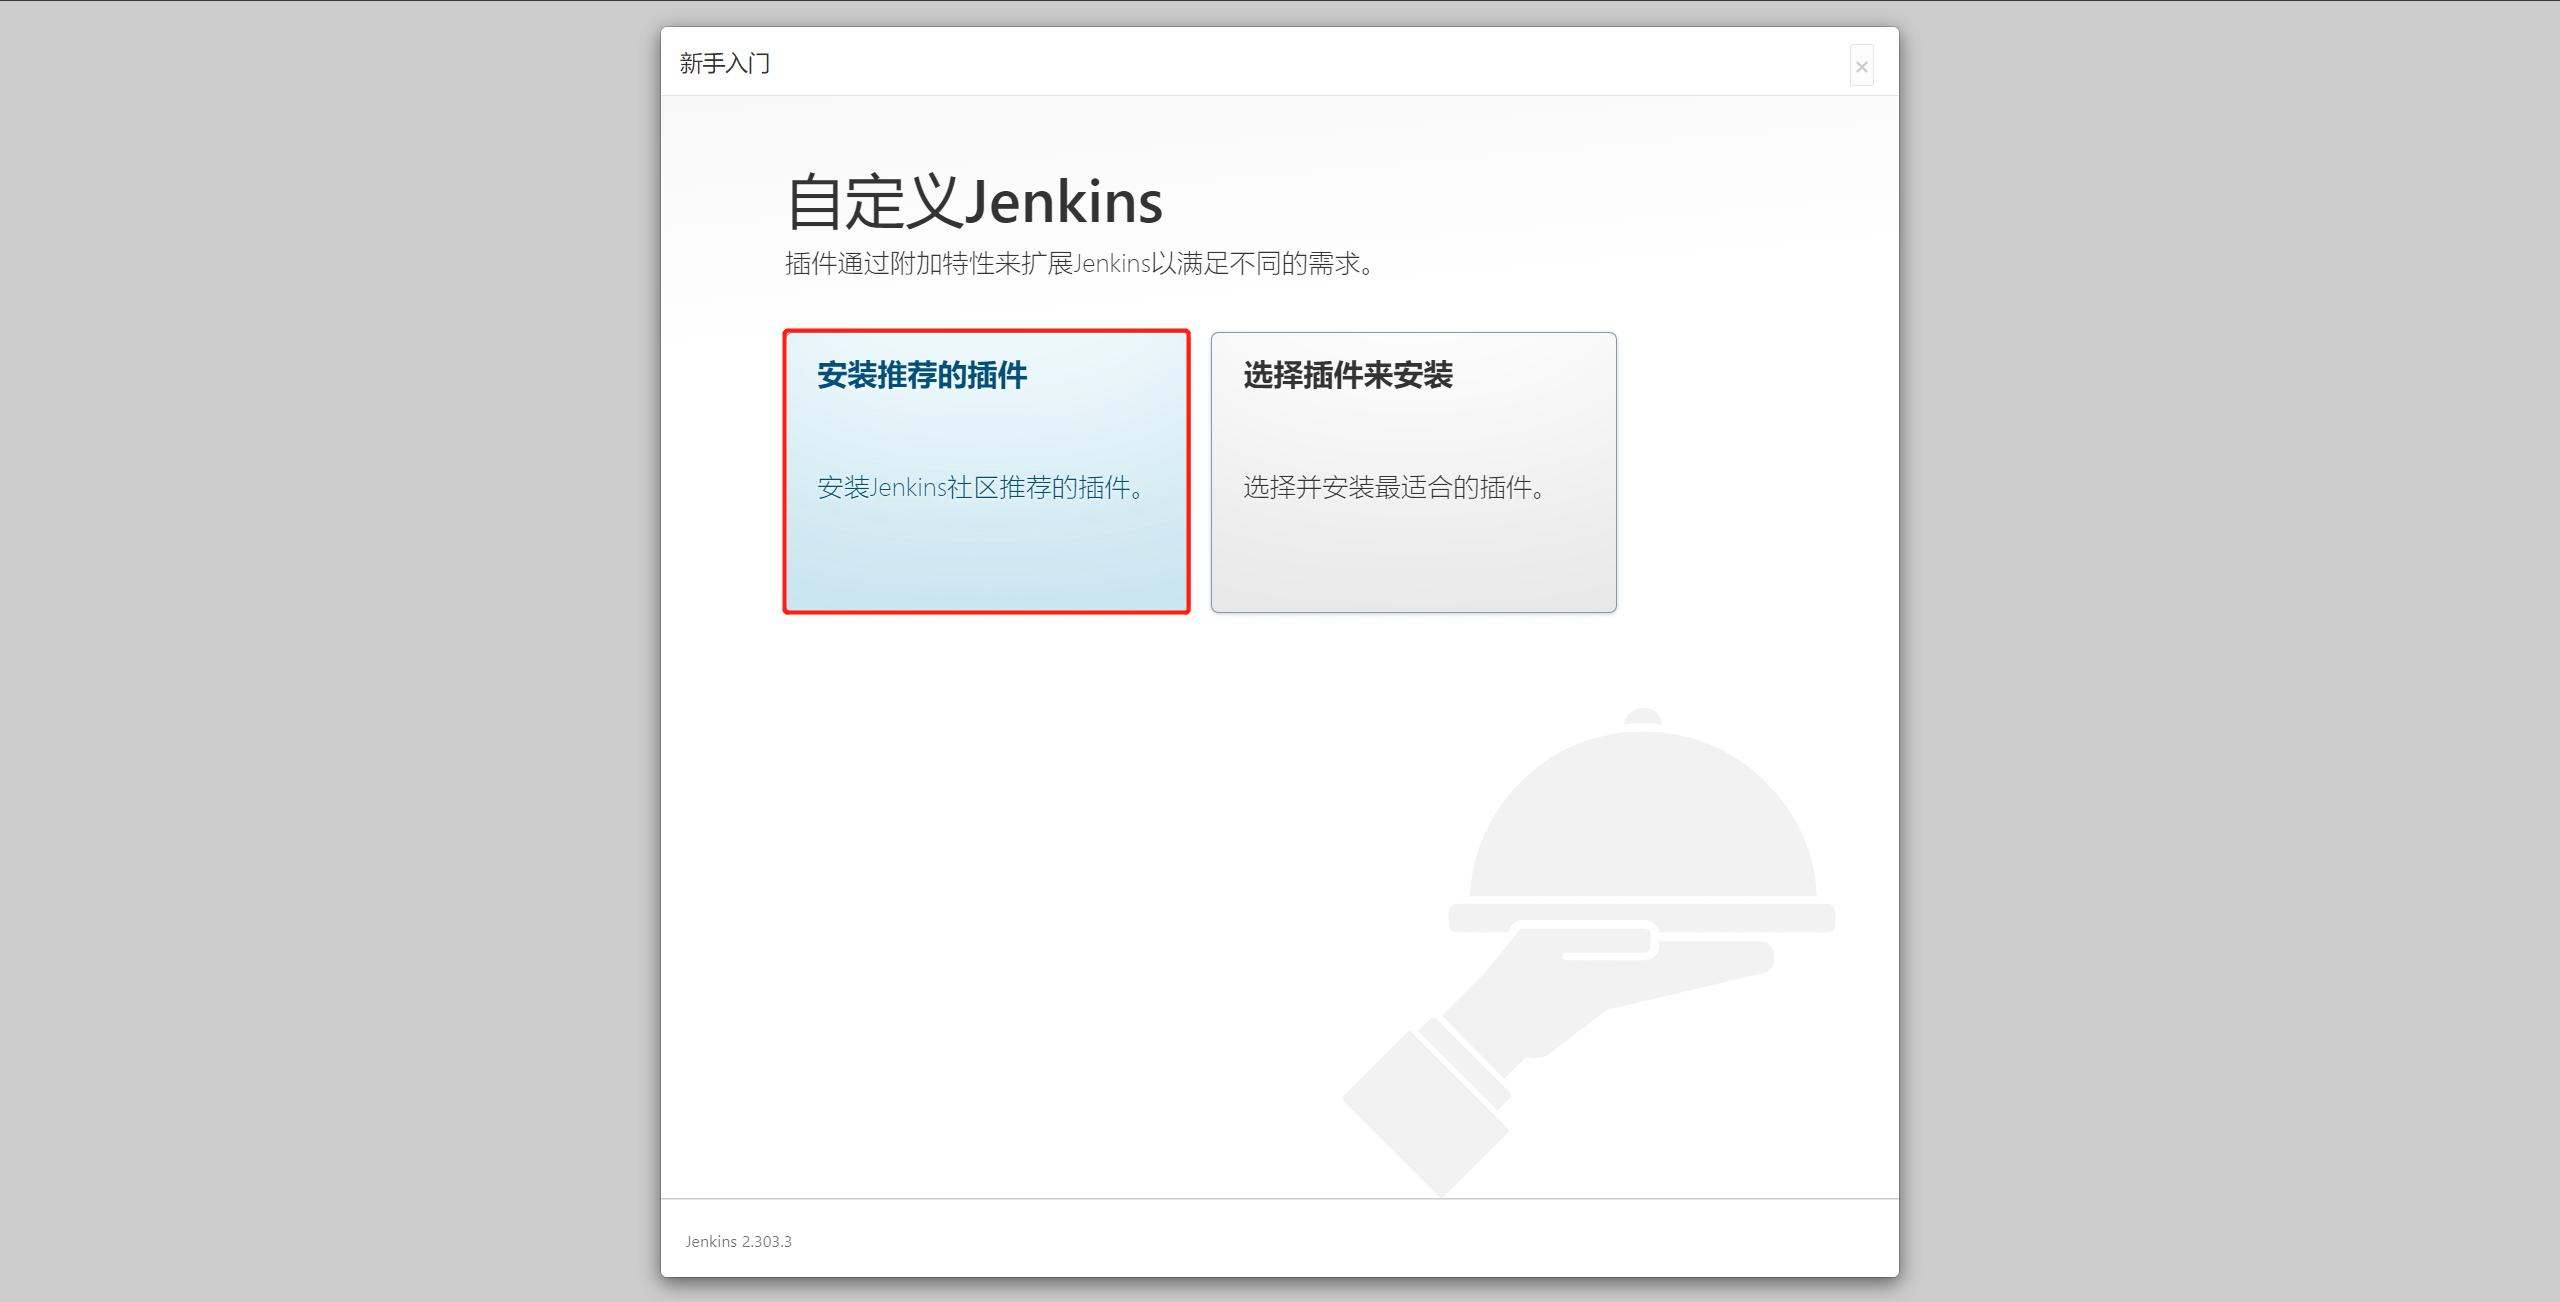 新手入门
×
自定义Jenkins
插件通过附加特性来扩展Jenkins以满足不同的需求。
安装推荐的插件
安装Jenkins社区推荐的插件。
选择插件来安装
选择并安装最适合的插件。
Jenkins 2.303.3